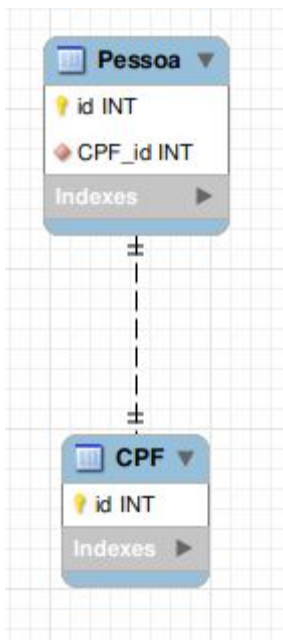 Pessoa
id INT
CPF_id INT
Indexes
CPF
id INT
Indexes